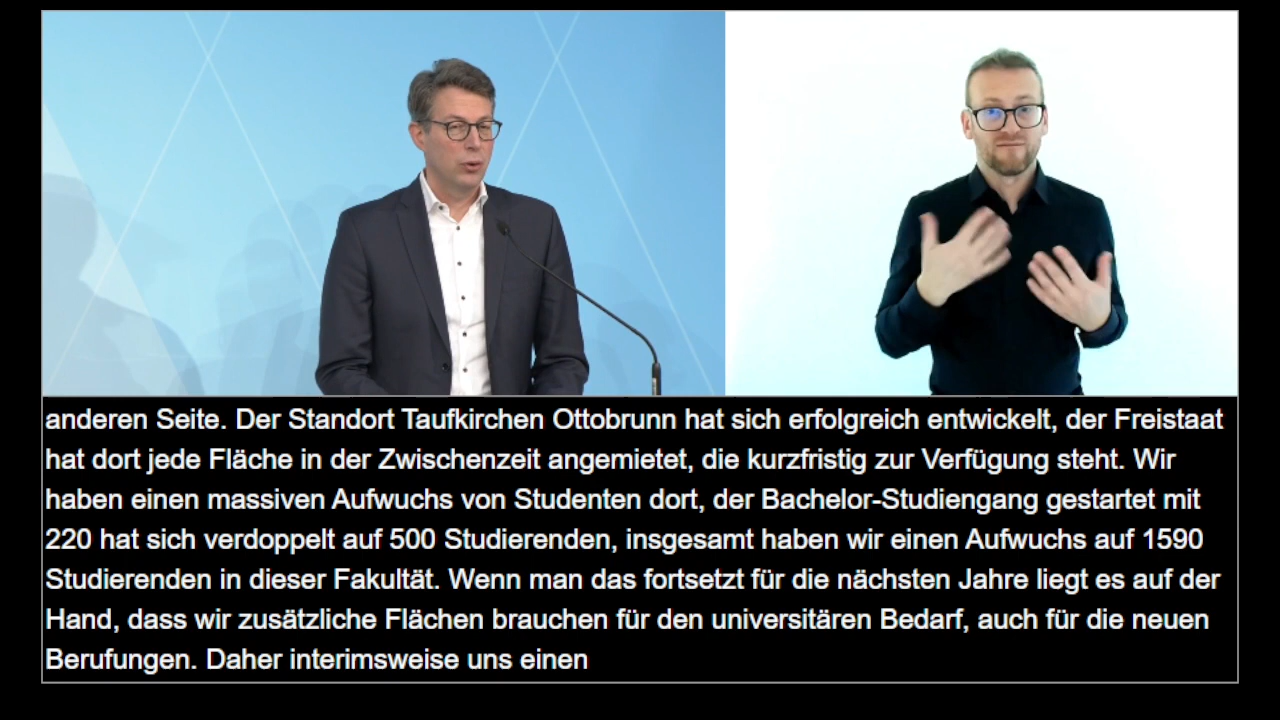 anderen Seite. Der Standort Taufkirchen Ottobrunn hat sich erfolgreich entwickelt, der Freistaat
hat dort jede Fläche in der Zwischenzeit angemietet, die kurzfristig zur Verfügung steht. Wir
haben einen massiven Aufwuchs von Studenten dort, der Bachelor-Studiengang gestartet mit
220 hat sich verdoppelt auf 500 Studierenden, insgesamt haben wir einen Aufwuchs auf 1590
Studierenden in dieser Fakultät. Wenn man das fortsetzt für die nächsten Jahre liegt es auf der
Hand, dass wir zusätzliche Flächen brauchen für den universitären Bedarf, auch für die neuen
Berufungen. Daher interimsweise uns einen